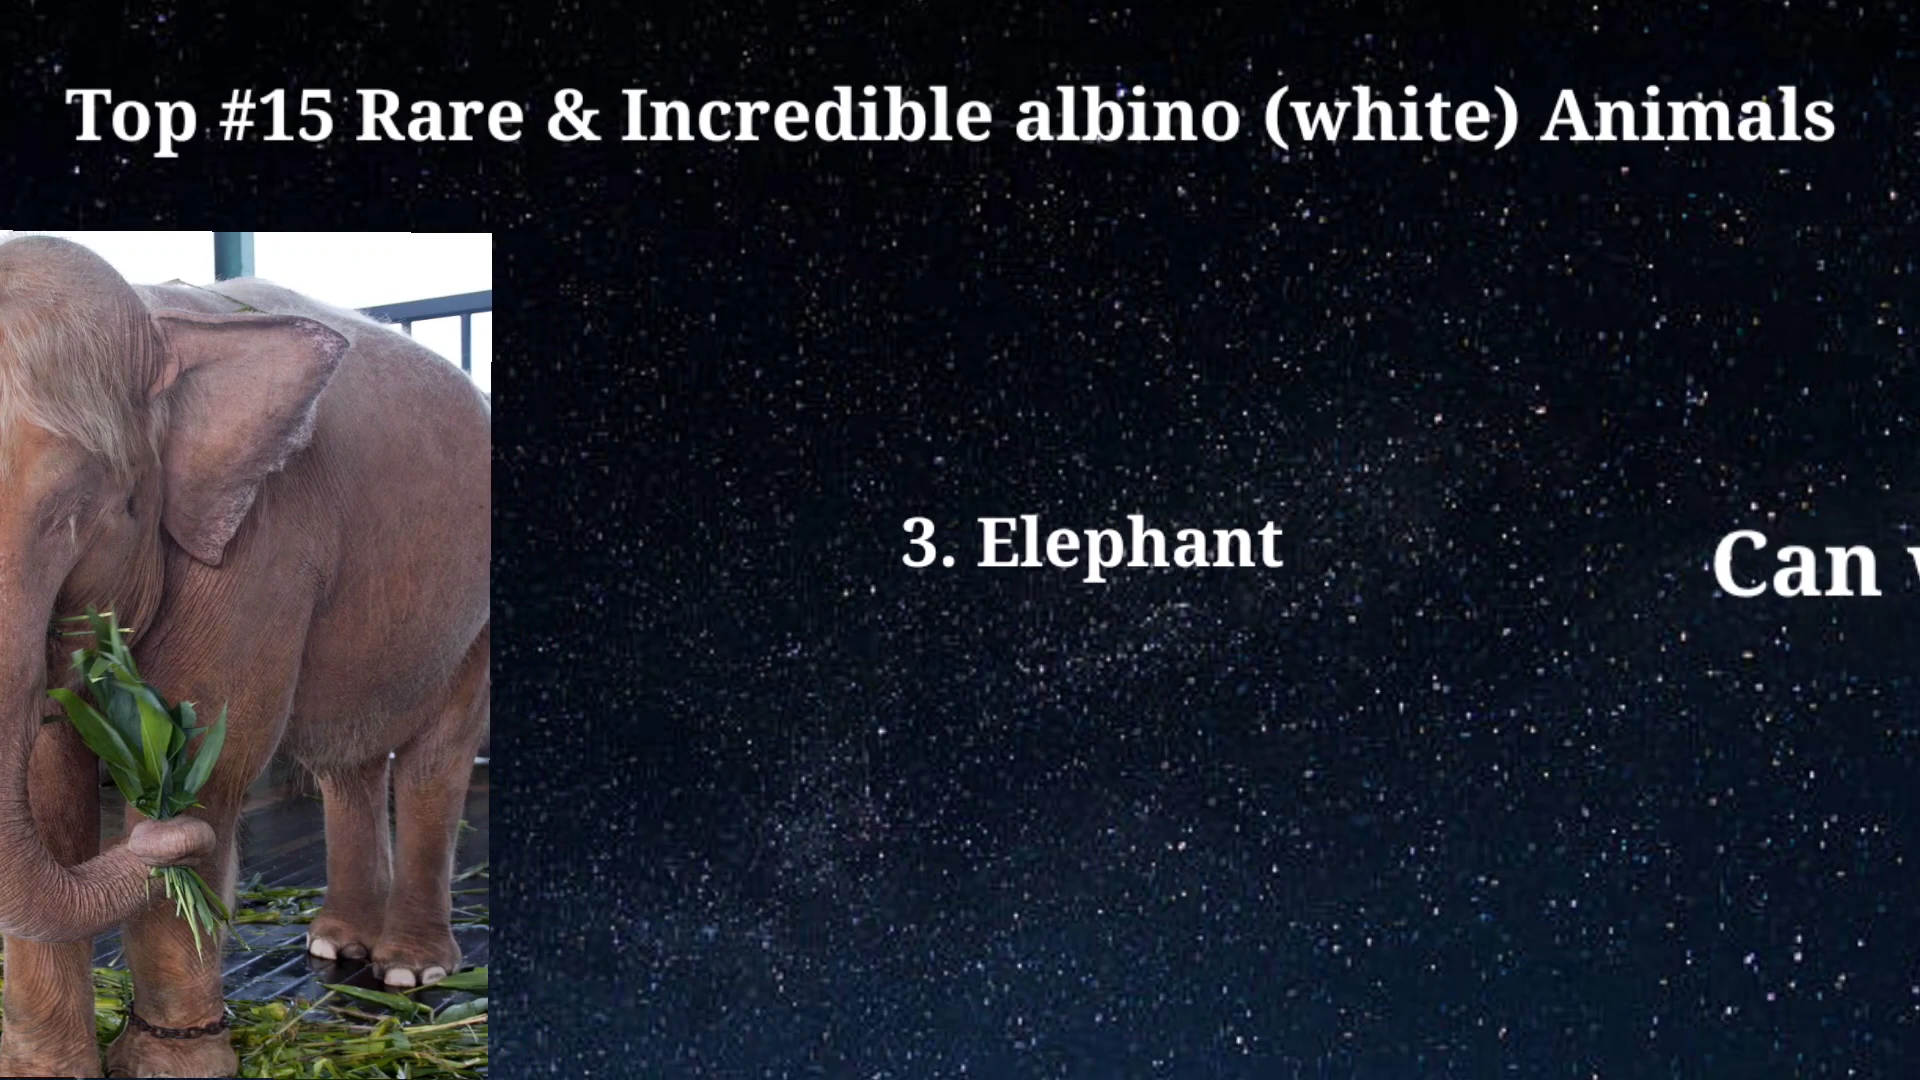 Top #15 Rare & Incredible albino (white) Animals
3. Elephant
Can